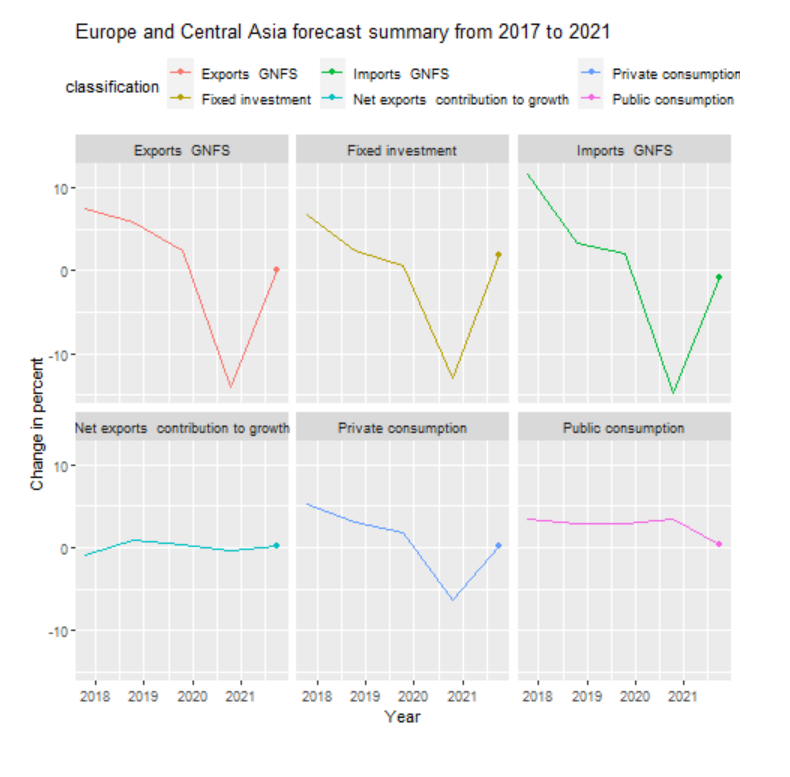 Europe and Central Asia forecast summary from 2017 to 2021
classification
Exports GNFS
Imports GNFS
Private consumption
Fixed investment
Net exports contribution to growth
Public consumption
Exports GNFS
Fixed investment
Imports GNFS
10
0
-10
Change in percent
Net exports contribution to growth
Private consumption
Public consumption
10
0
-10
2018 2019 2020 2021
2018 2019 2020 2021
2018 2019 2020 2021
Year